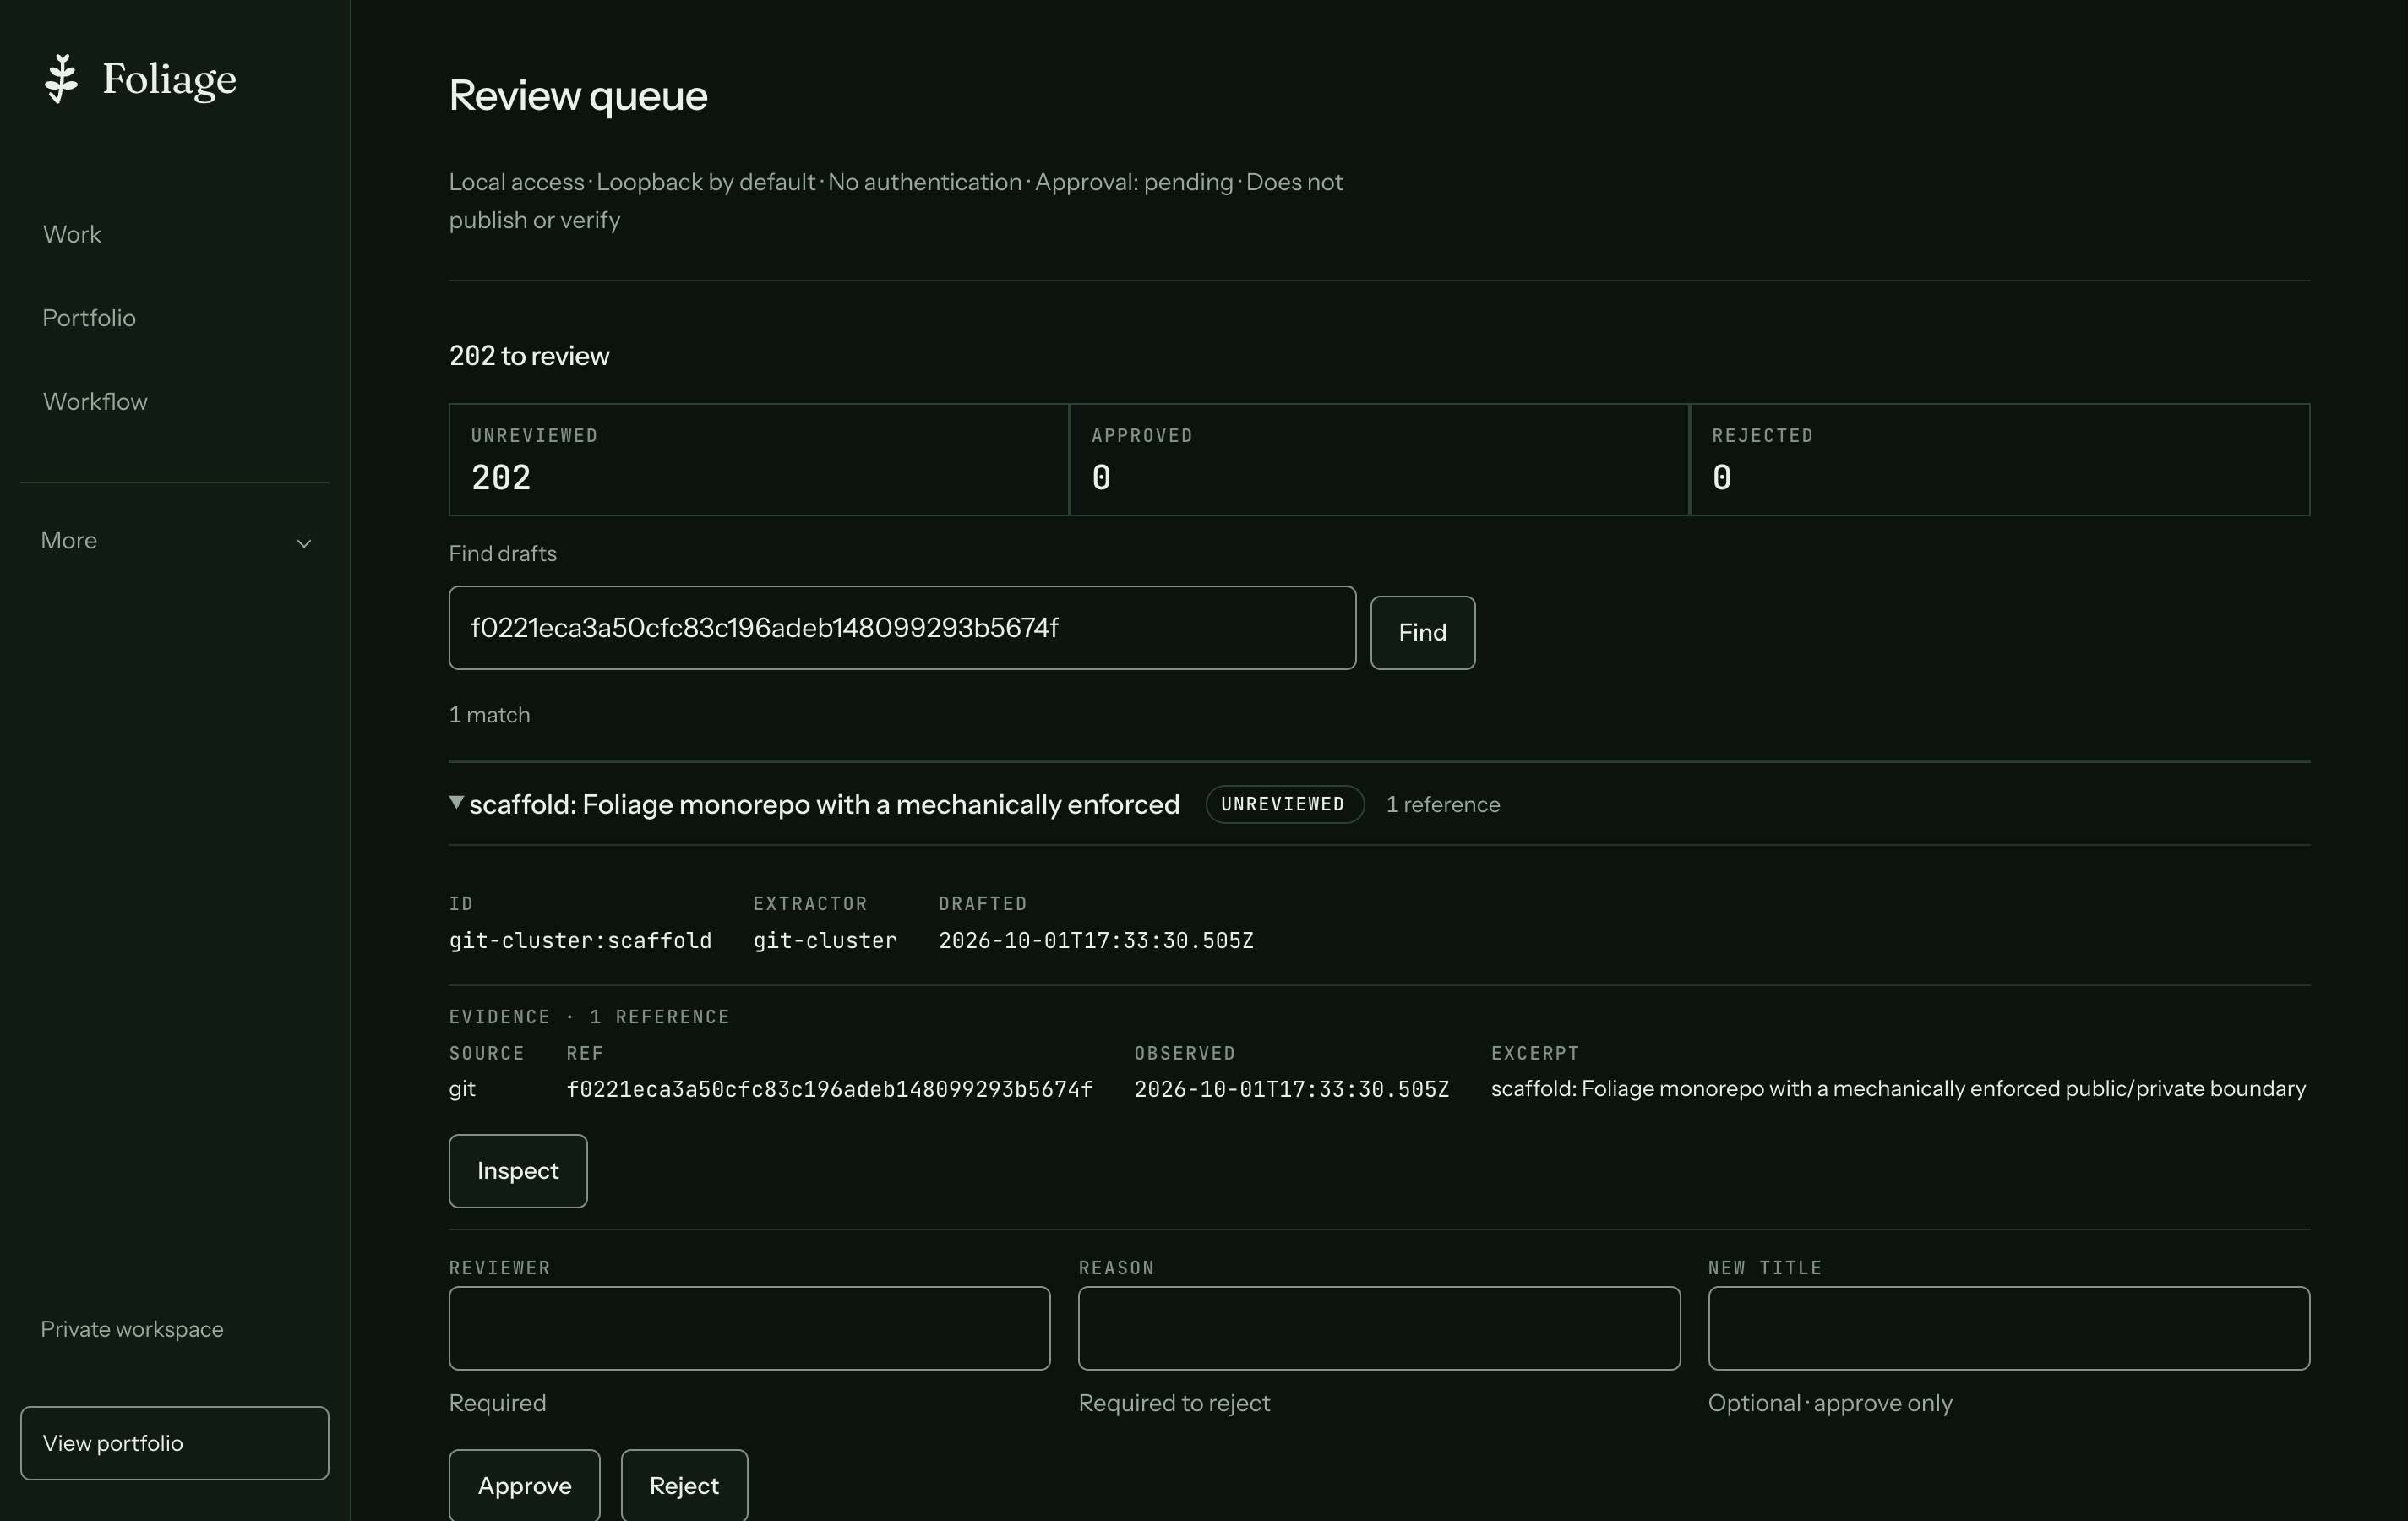 Foliage
Work
Portfolio
Workflow
More
Private workspace
View portfolio
Review queue
Local access · Loopback by default · No authentication · Approval: pending · Does not
publish or verify
202 to review
UNREVIEWED
202
APPROVED
0
REJECTED
0
Find drafts
f0221eca3a50cfc83c196adeb148099293b5674f
Find
1 match
scaffold: Foliage monorepo with a mechanically enforced UNREVIEWED 1 reference
ID EXTRACTOR DRAFTED
git-cluster:scaffold git-cluster 2026-10-01T17:33:30.505Z
EVIDENCE · 1 REFERENCE
SOURCE REF OBSERVED EXCERPT
git f0221eca3a50cfc83c196adeb148099293b5674f 2026-10-01T17:33:30.505Z scaffold: Foliage monorepo with a mechanically enforced public/private boundary
Inspect
REVIEWER REASON NEW TITLE
Required Required to reject Optional · approve only
Approve Reject